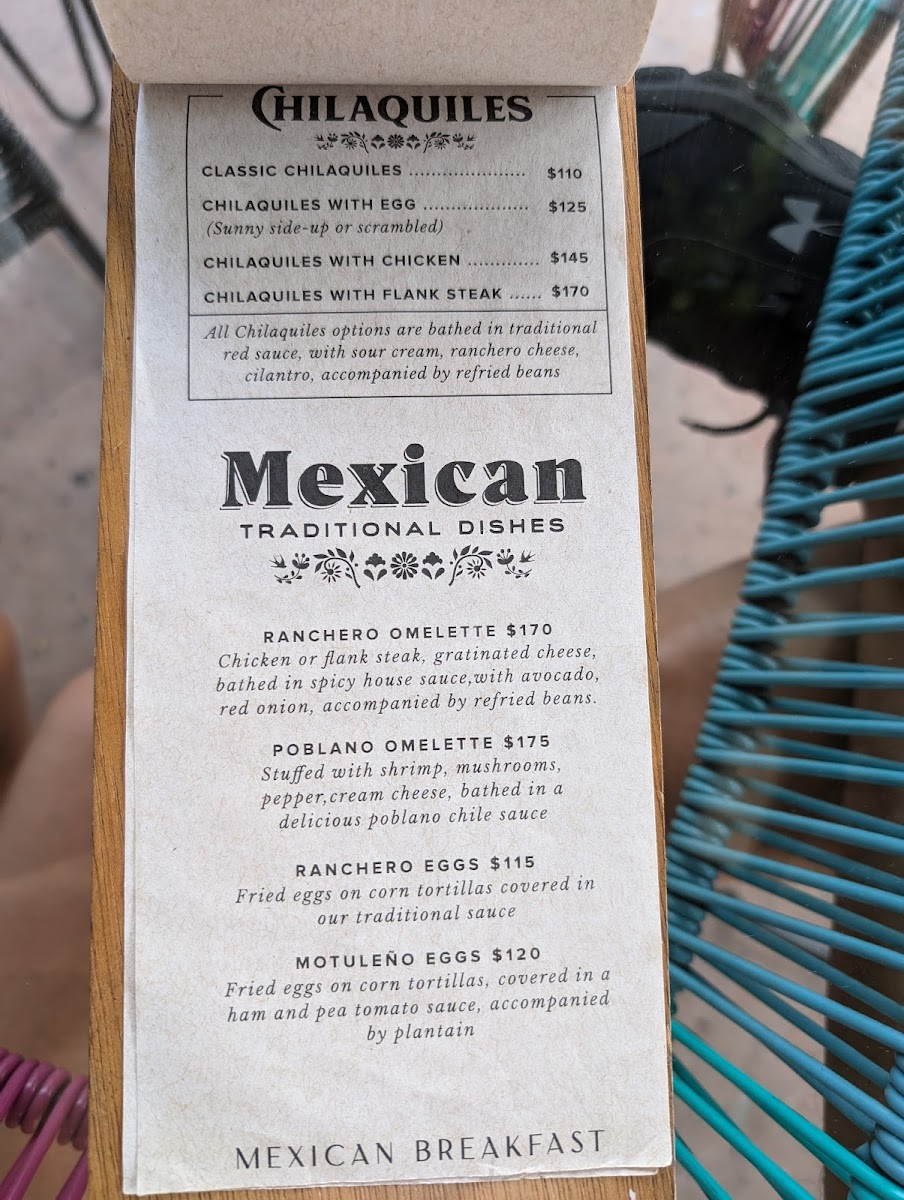 CHILAQUILES
CLASSIC CHILAQUILES ..................... $110
CHILAQUILES WITH EGG ................... $125
(Sunny side-up or scrambled)
CHILAQUILES WITH CHICKEN ............. $145
CHILAQUILES WITH FLANK STEAK ...... $170
All Chilaquiles options are bathed in traditional
red sauce, with sour cream, ranchero cheese,
cilantro, accompanied by refried beans
Mexican
TRADITIONAL DISHES
RANCHERO OMELETTE $170
Chicken or flank steak, gratinated cheese,
bathed in spicy house sauce,with avocado,
red onion, accompanied by refried beans.
POBLANO OMELETTE $175
Stuffed with shrimp, mushrooms,
pepper,cream cheese, bathed in a
delicious poblano chile sauce
RANCHERO EGGS $115
Fried eggs on corn tortillas covered in
our traditional sauce
MOTULEÑO EGGS $120
Fried eggs on corn tortillas, covered in a
ham and pea tomato sauce, accompanied
by plantain
MEXICAN BREAKFAST